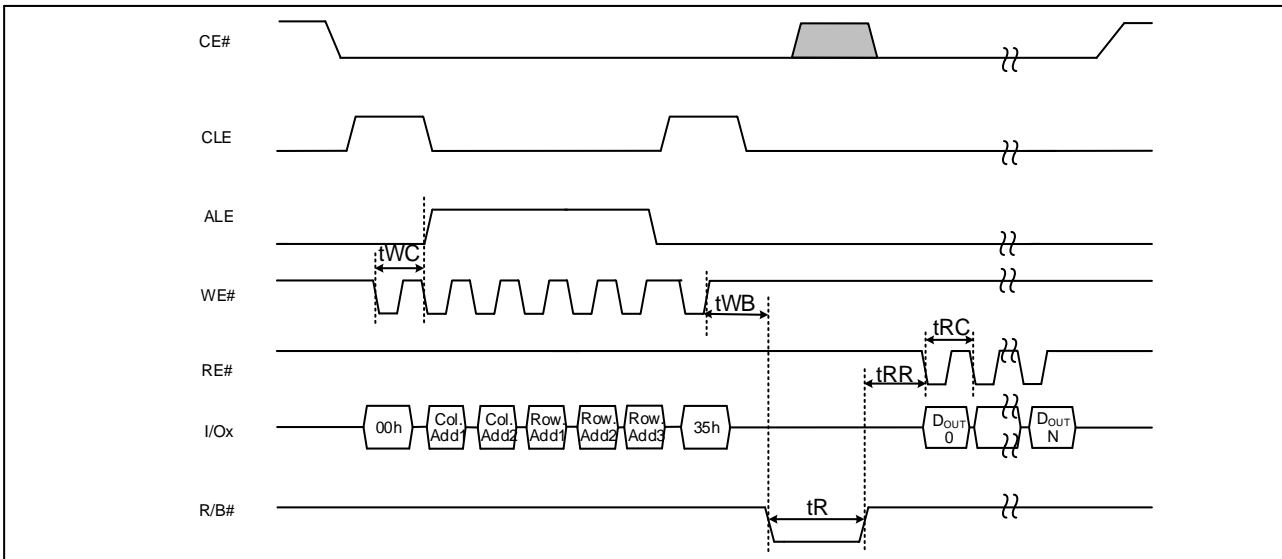 CE#
CLE
ALE
tWC
WE#
tWB
tRC
RE#
tRR
I/Ox
00h
Col.
Add1
Col.
Add2
Row.
Add1
Row.
Add2
Row.
Add3
35h
DOUT
0
DOUT
N
tR
R/B#